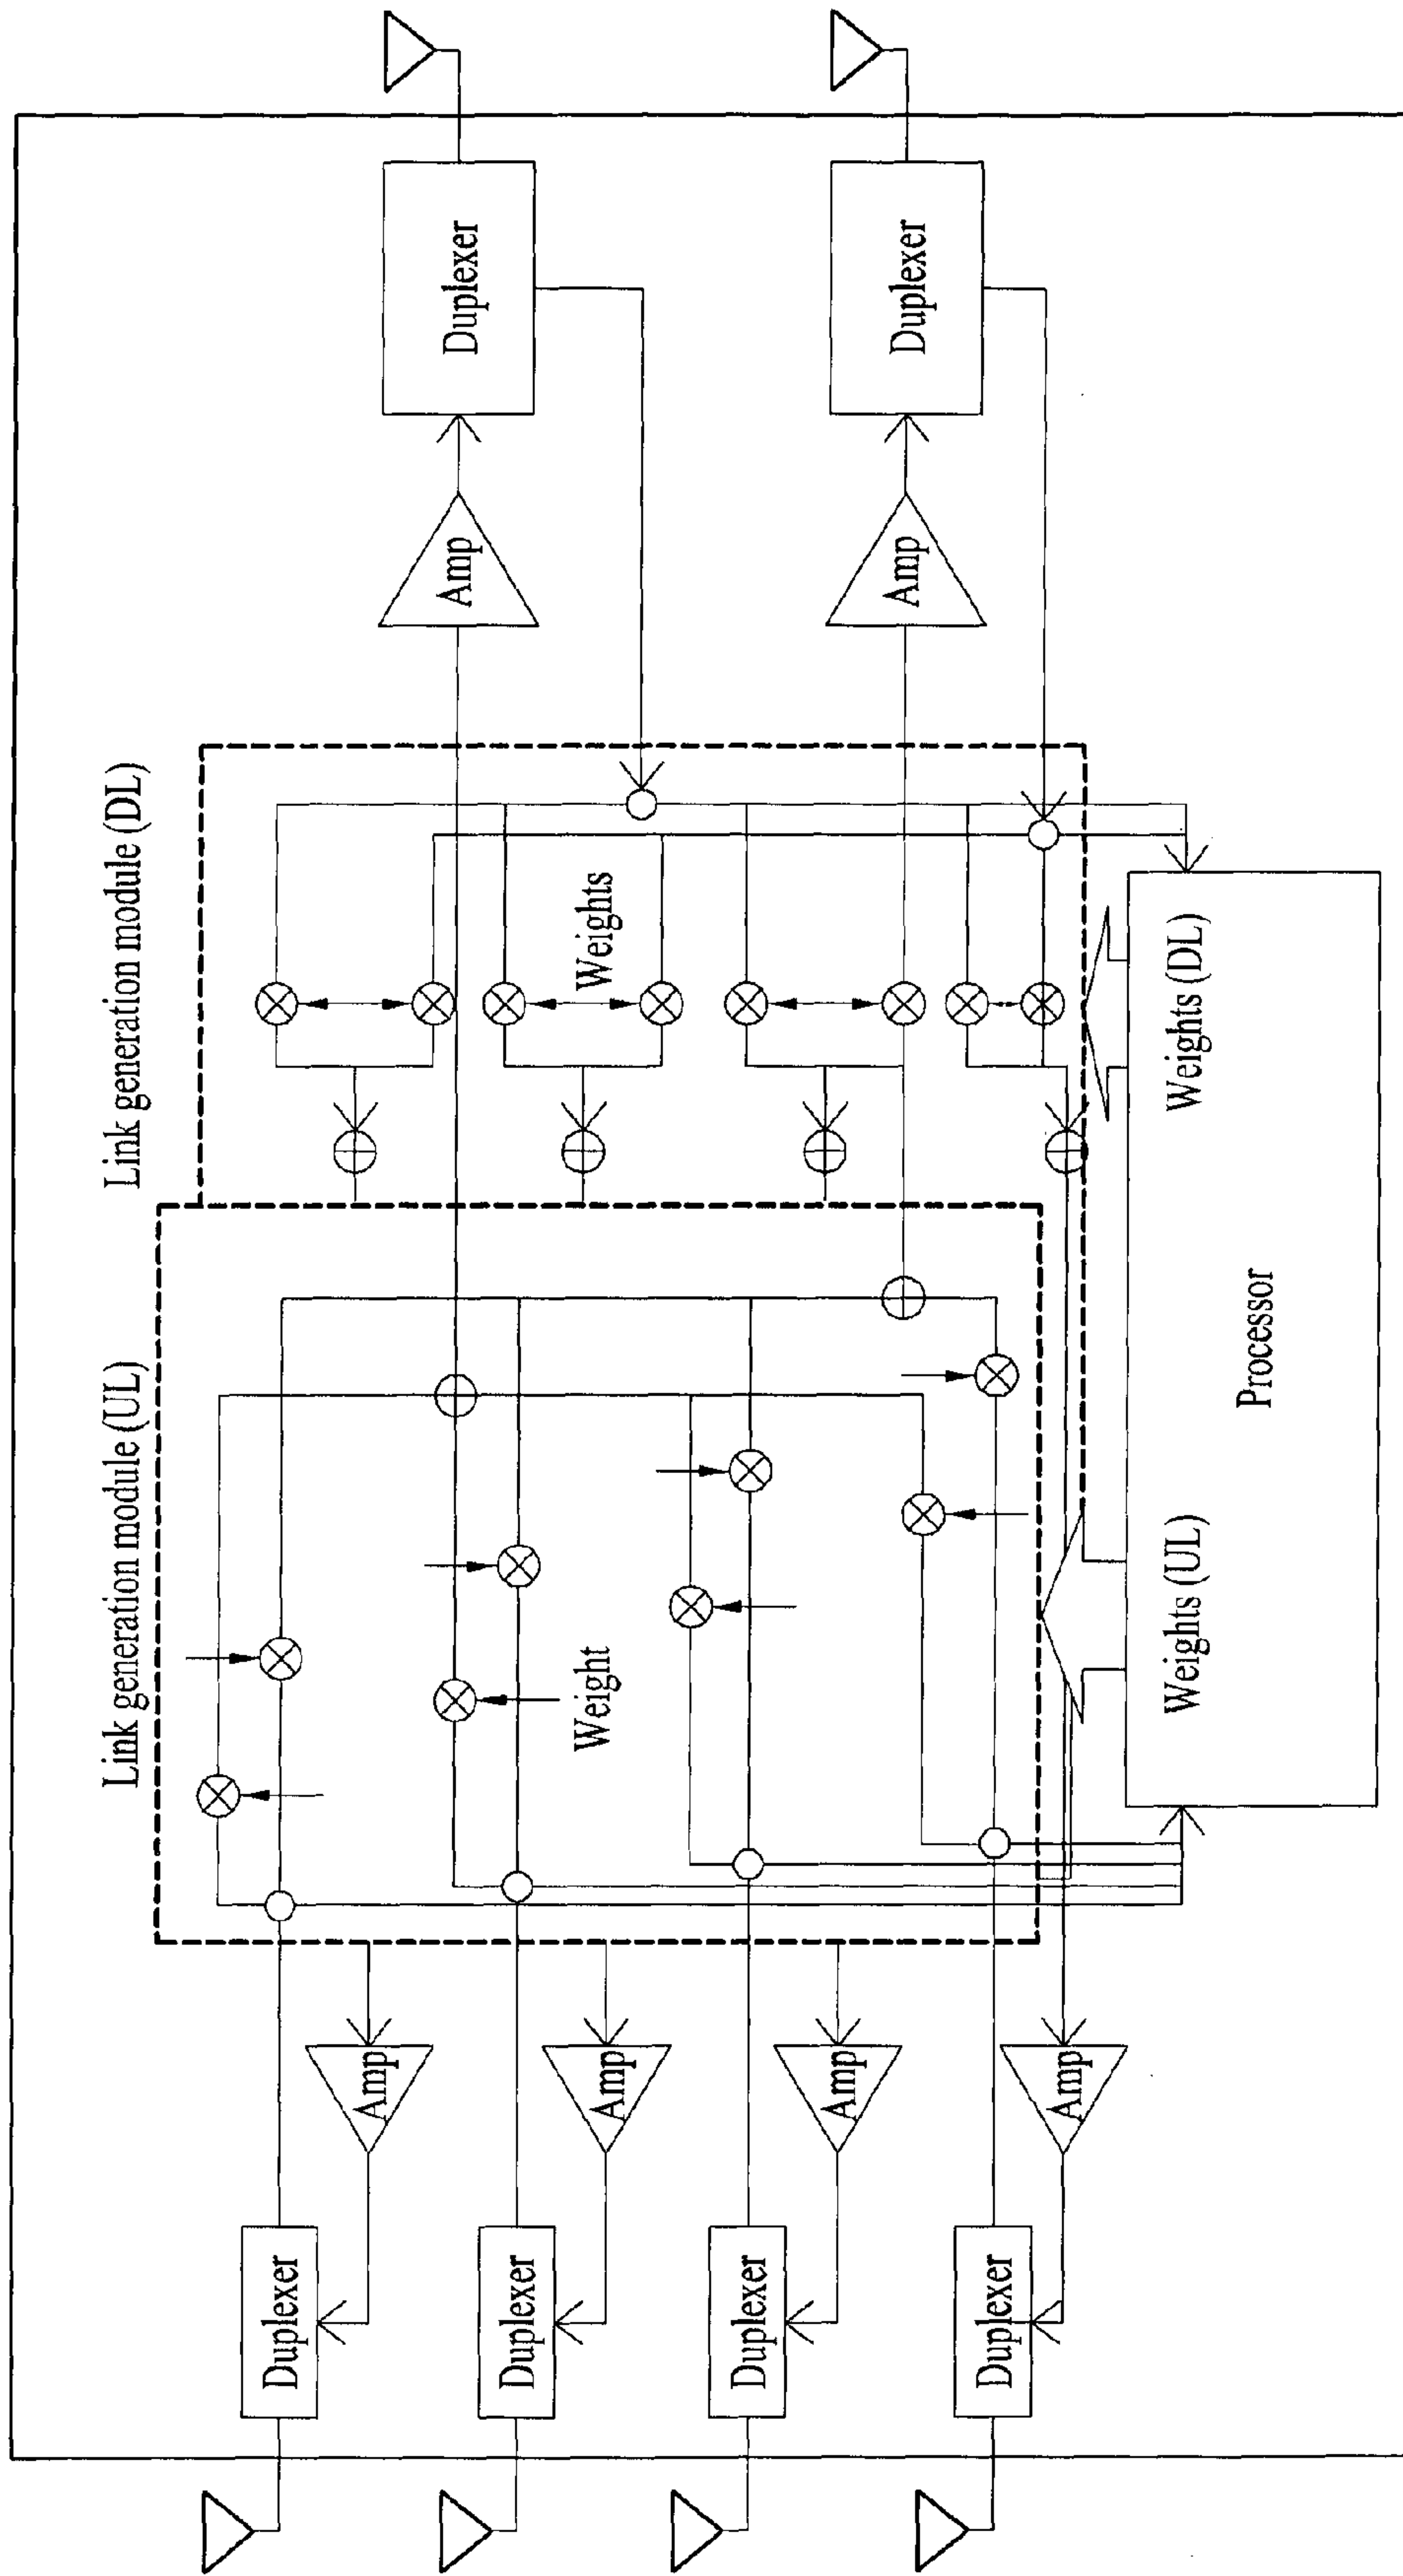 Link generation module (UL)
Link generation module (DL)
Duplexer
Amp
Amp
Duplexer
Duplexer
Amp
Weight
Weights
Duplexer
Amp
Amp
Duplexer
Duplexer
Amp
Weights (UL)
Weights (DL)
Processor